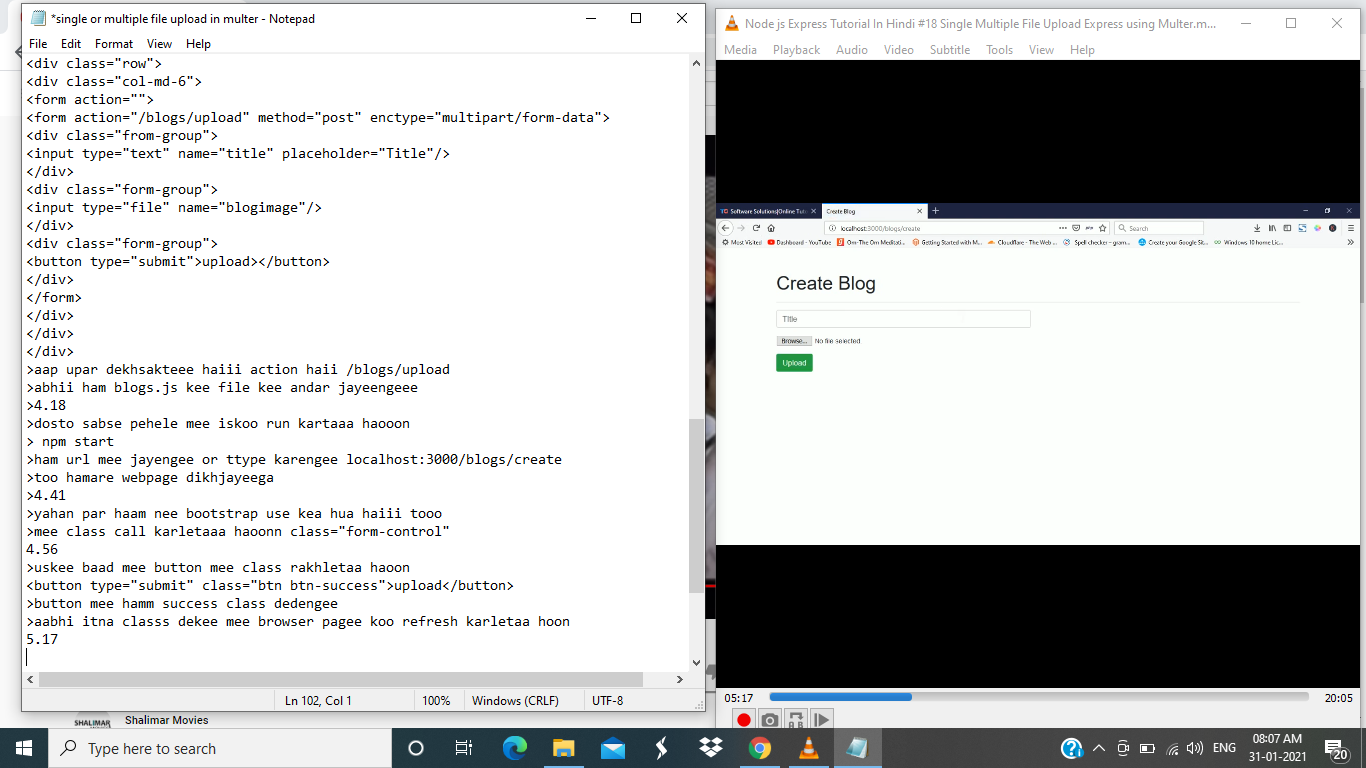 *single or multiple file upload in multer - Notepad
File Edit Format View Help
<div class="row">
<div class="col-md-6">
<form action="">
<form action="/blogs/upload" method="post" enctype="multipart/form-data">
<div class="from-group">
<input type="text" name="title" placeholder="Title"/>
</div>
<div class="form-group">
<input type="file" name="blogimage"/>
</div>
<div class="form-group">
<button type="submit">upload></button>
</div>
</form>
</div>
</div>
</div>
>aap upar dekhsakteee haiii action haii /blogs/upload
>abhii ham blogs.js kee file kee andar jayeengeee
>4.18
>dosto sabse pehele mee iskoo run kartaaa haooon
> npm start
>ham url mee jayengee or ttype karengee localhost:3000/blogs/create
>too hamare webpage dikhjayeega
>4.41
>yahan par haam nee bootstrap use kea hua haiii tooo
>mee class call karletaaa haoonn class="form-control"
4.56
>uskee baad mee button mee class rakhletaa haoon
<button type="submit" class="btn btn-success">upload</button>
>button mee hamm success class dedengee
>aabhi itna classs dekee mee browser pagee koo refresh karletaa hoon
5.17
Ln 102, Col 1 100% Windows (CRLF) UTF-8
Node js Express Tutorial In Hindi #18 Single Multiple File Upload Express using Multer.m...
Media Playback Audio Video Subtitle Tools View Help
Software Solutions|Online Tut Create Blog
localhost:3000/blogs/create Search
Most Visited Dashboard - YouTube Om-The Om Meditati... Getting Started with M... Cloudflare - The Web ... Spell checker - gram... Create your Google Sit... Windows 10 home Lic...
Create Blog
Title
Browse... No file selected
Upload
05:17 20:05
A B
SHALIMAR Shalimar Movies
Type here to search
ENG
08:07 AM
31-01-2021
20